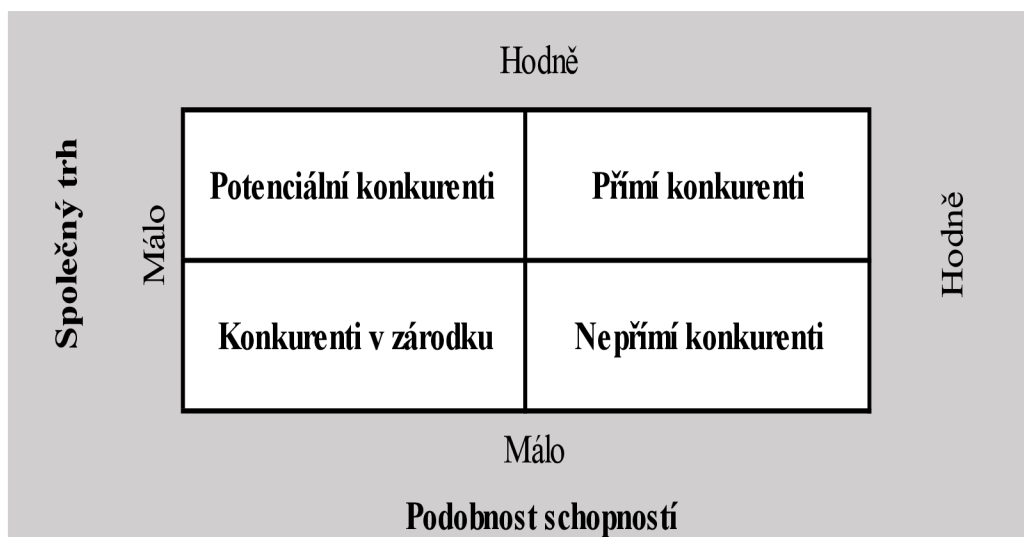 Hodně
Společný trh
Málo
Potenciální konkurenti
Přímí konkurenti
Hodně
Konkurenti v zárodku
Nepřímí konkurenti
Málo
Podobnost schopností